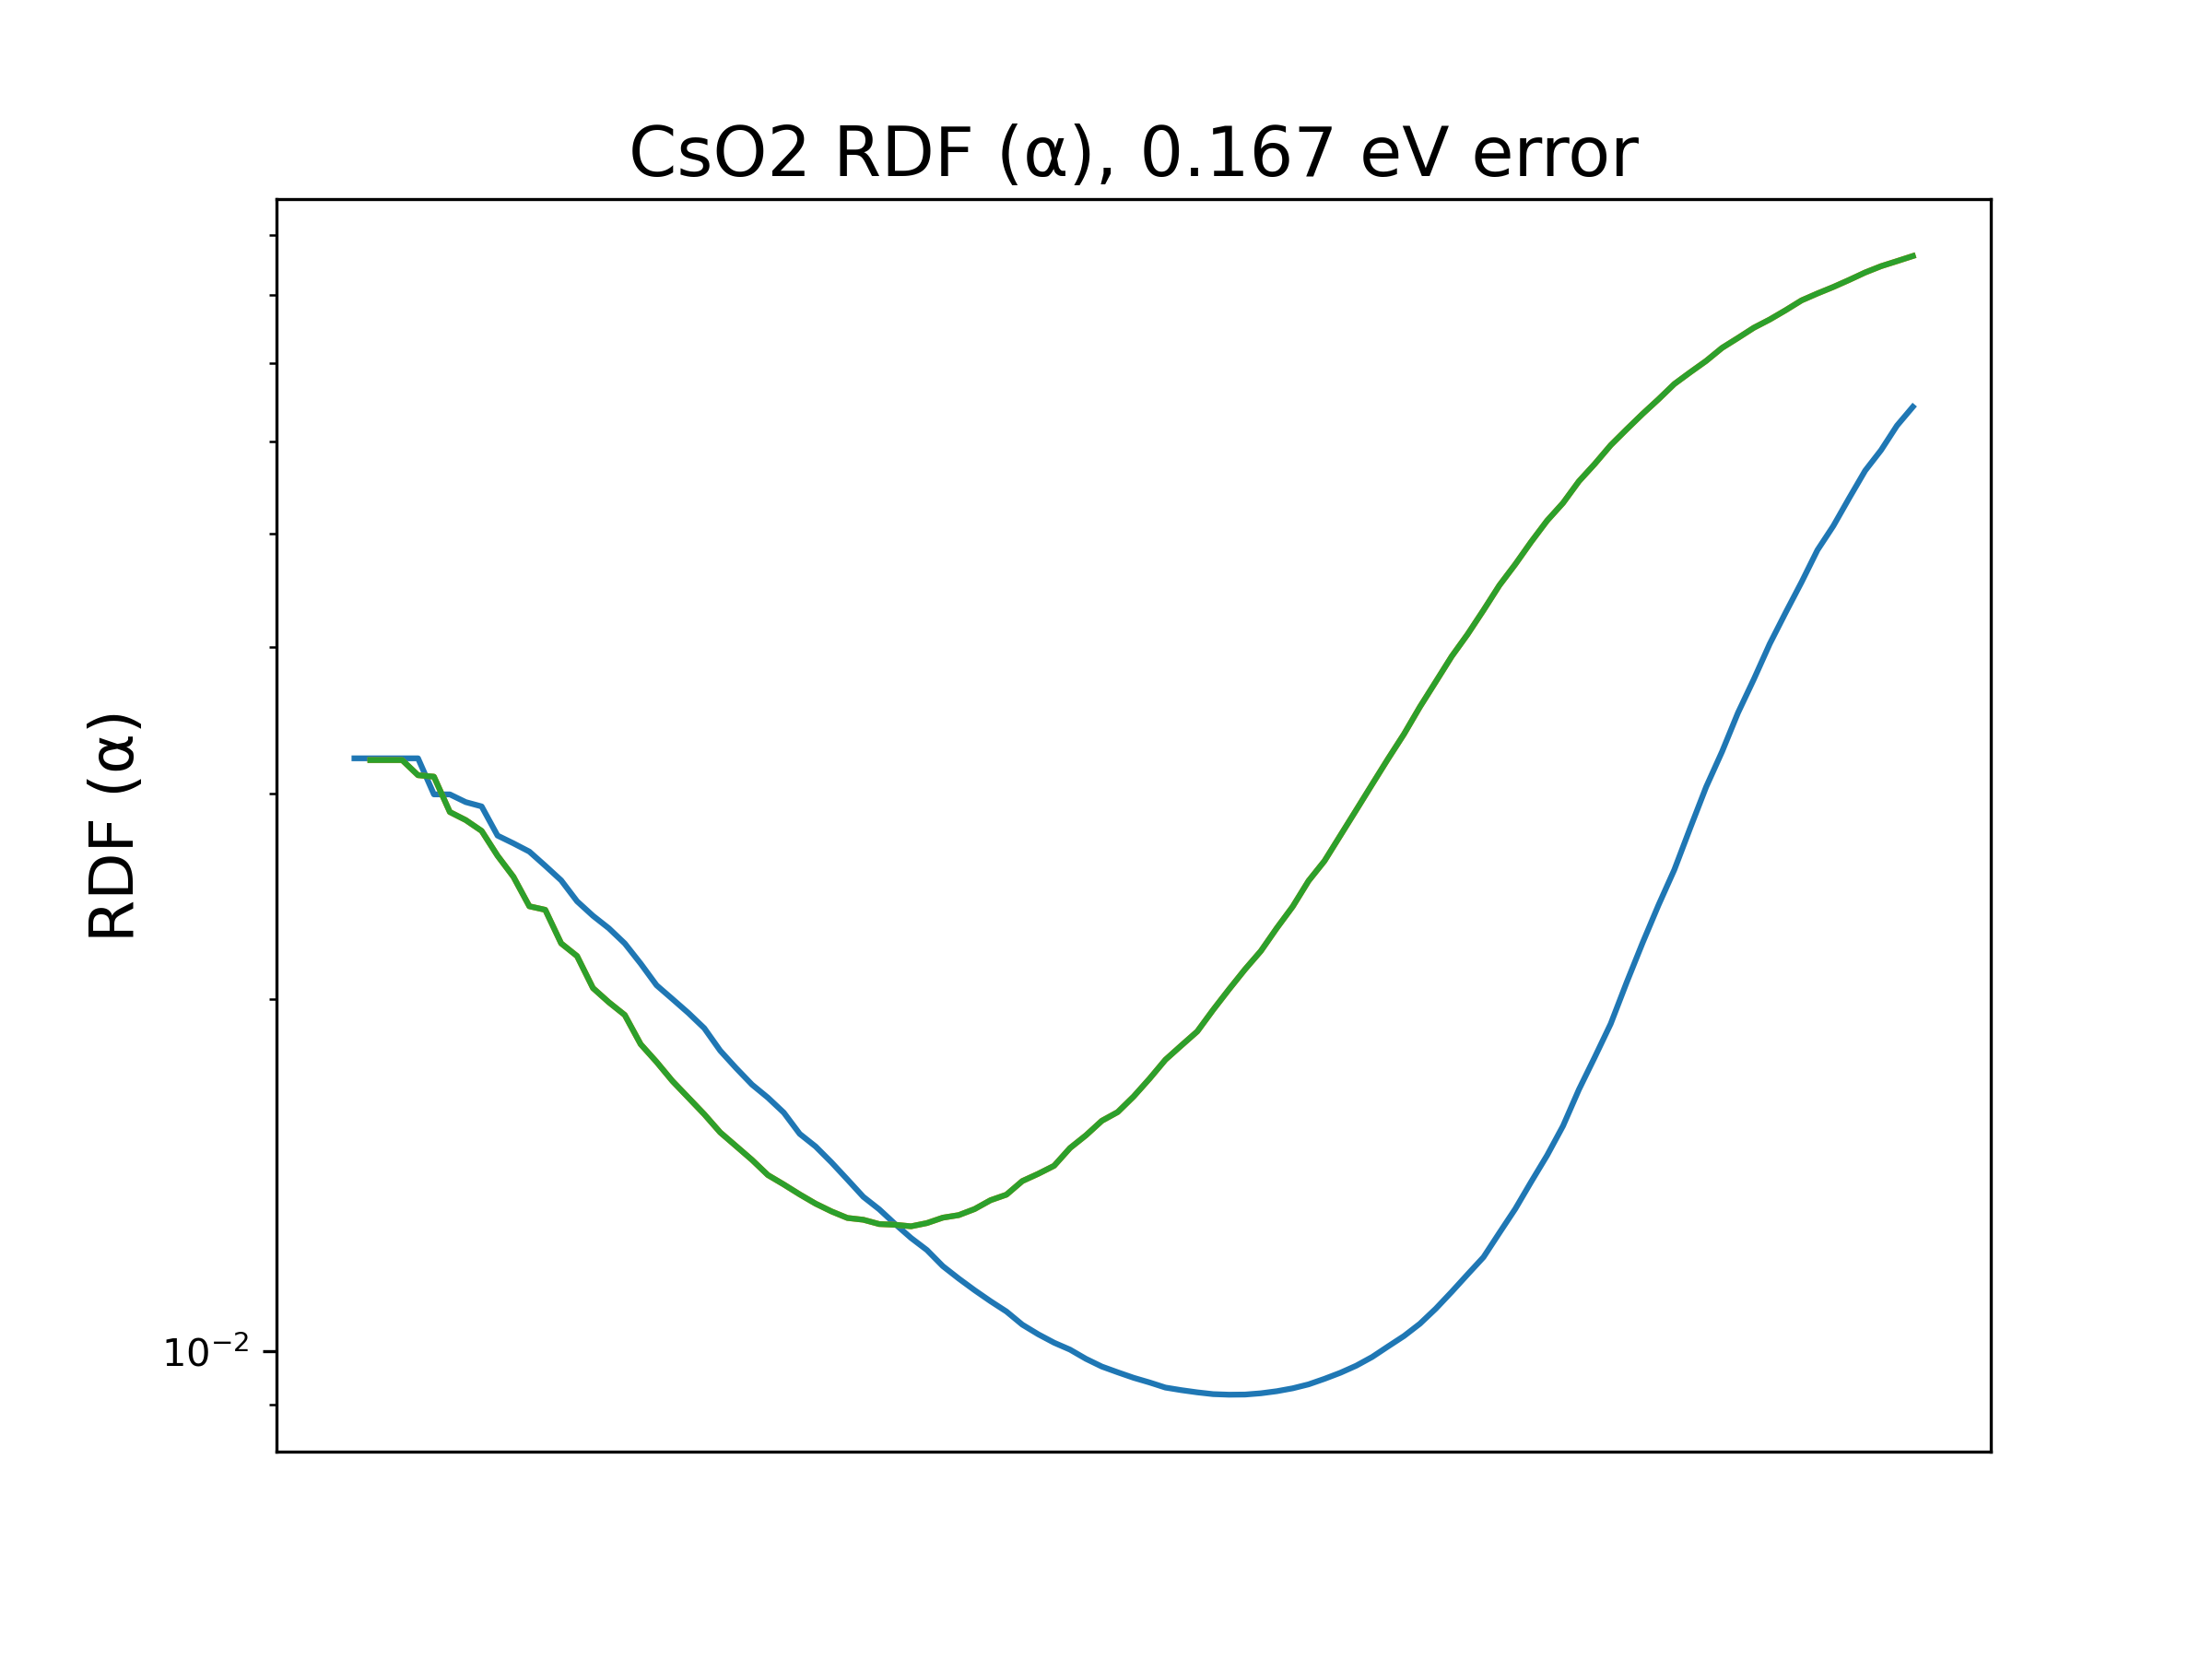 CsO2 RDF (α), 0.167 eV error
RDF (α)
10⁻²